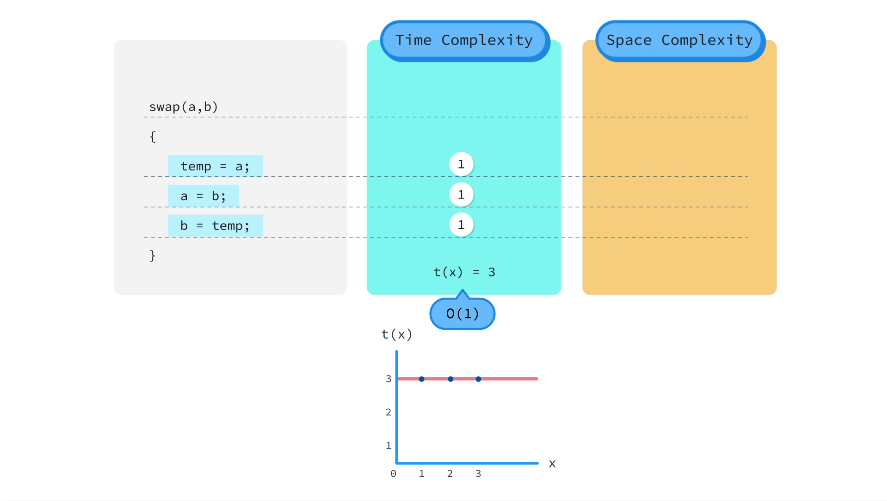 Time Complexity
Space Complexity
swap(a,b)
{
temp = a;
1
a = b;
1
b = temp;
1
}
t(x) = 3
O(1)
t(x)
3
2
1
0 1 2 3
x